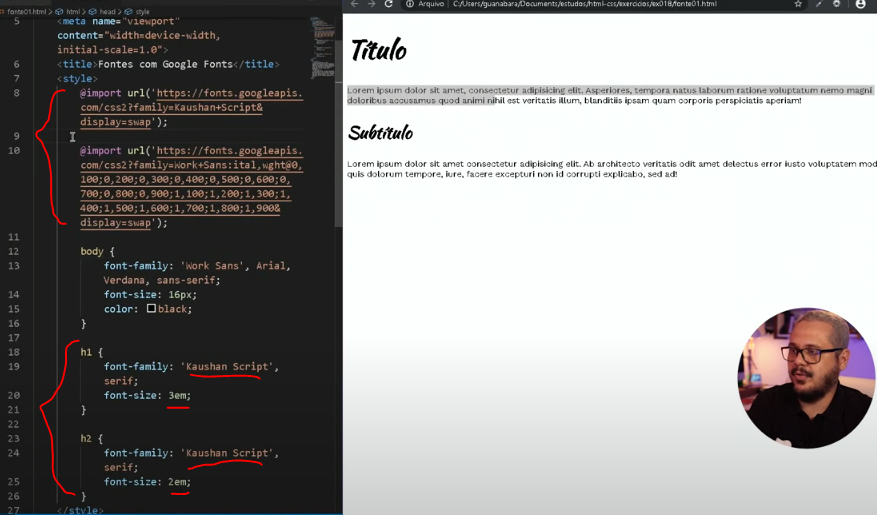 fonte01.html > html > head > style
5 <meta name="viewport"
content="width=device-width,
initial-scale=1.0">
6 <title>Fontes com Google Fonts</title>
7 <style>
8 @import url('https://fonts.googleapis.
com/css2?family=Kaushan+Script&
display=swap');
9
10 @import url('https://fonts.googleapis.
com/css2?family=Work+Sans:ital,wght@0,
100;0,200;0,300;0,400;0,500;0,600;0,
700;0,800;0,900;1,100;1,200;1,300;1,
400;1,500;1,600;1,700;1,800;1,900&
display=swap');
11
12 body {
13 font-family: 'Work Sans', Arial,
Verdana, sans-serif;
14 font-size: 16px;
15 color: black;
16 }
17
18 h1 {
19 font-family: 'Kaushan Script',
serif;
20 font-size: 3em;
21 }
22
23 h2 {
24 font-family: 'Kaushan Script',
serif;
25 font-size: 2em;
26 }
27 </style>
Arquivo C:/Users/guanabara/Documents/estudos/html-css/exercicios/ex018/fonte01.html
Título
Lorem ipsum dolor sit amet, consectetur adipisicing elit. Asperiores, tempora natus laborum ratione voluptatum nemo magni
doloribus accusamus quod animi nihil est veritatis illum, blanditiis ipsam quam corporis perspiciatis aperiam!
Subtítulo
Lorem ipsum dolor sit amet consectetur adipisicing elit. Ab architecto veritatis odit amet delectus error iusto voluptatem mod
quis dolorum tempore, iure, facere excepturi non id corrupti explicabo, sed ad!